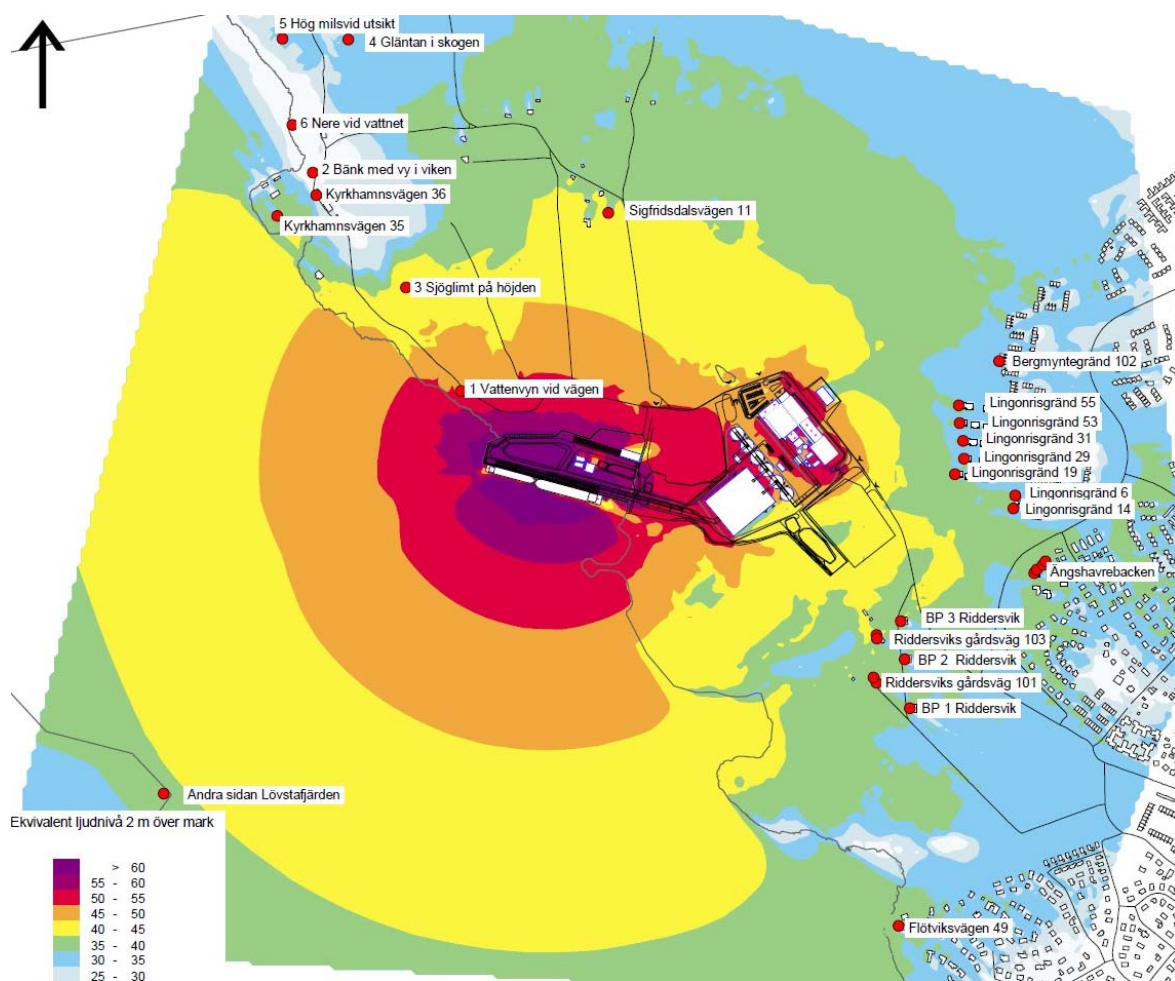 5 Hög milsvid utsikt
4 Gläntan i skogen
6 Nere vid vattnet
2 Bänk med vy i viken
Kyrkhamnsvägen 36
Kyrkhamnsvägen 35
Sigfridsdalsvägen 11
3 Sjöglimt på höjden
Bergmyntegränd 102
1 Vattenvyn vid vägen
Lingonrisgränd 55
Lingonrisgränd 53
Lingonrisgränd 31
Lingonrisgränd 29
Lingonrisgränd 19
Lingonrisgränd 6
Lingonrisgränd 14
Ängshavrebacken
BP 3 Riddersvik
Riddersviks gårdsväg 103
BP 2 Riddersvik
Riddersviks gårdsväg 101
BP 1 Riddersvik
Andra sidan Lövstafjärden
Flötviksvägen 49
Ekvivalent ljudnivå 2 m över mark
> 60
55 - 60
50 - 55
45 - 50
40 - 45
35 - 40
30 - 35
25 - 30